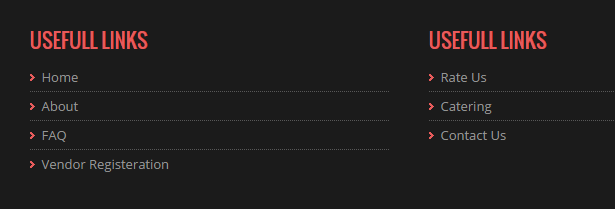 USEFULL LINKS
Home
About
FAQ
Vendor Registeration
USEFULL LINKS
Rate Us
Catering
Contact Us